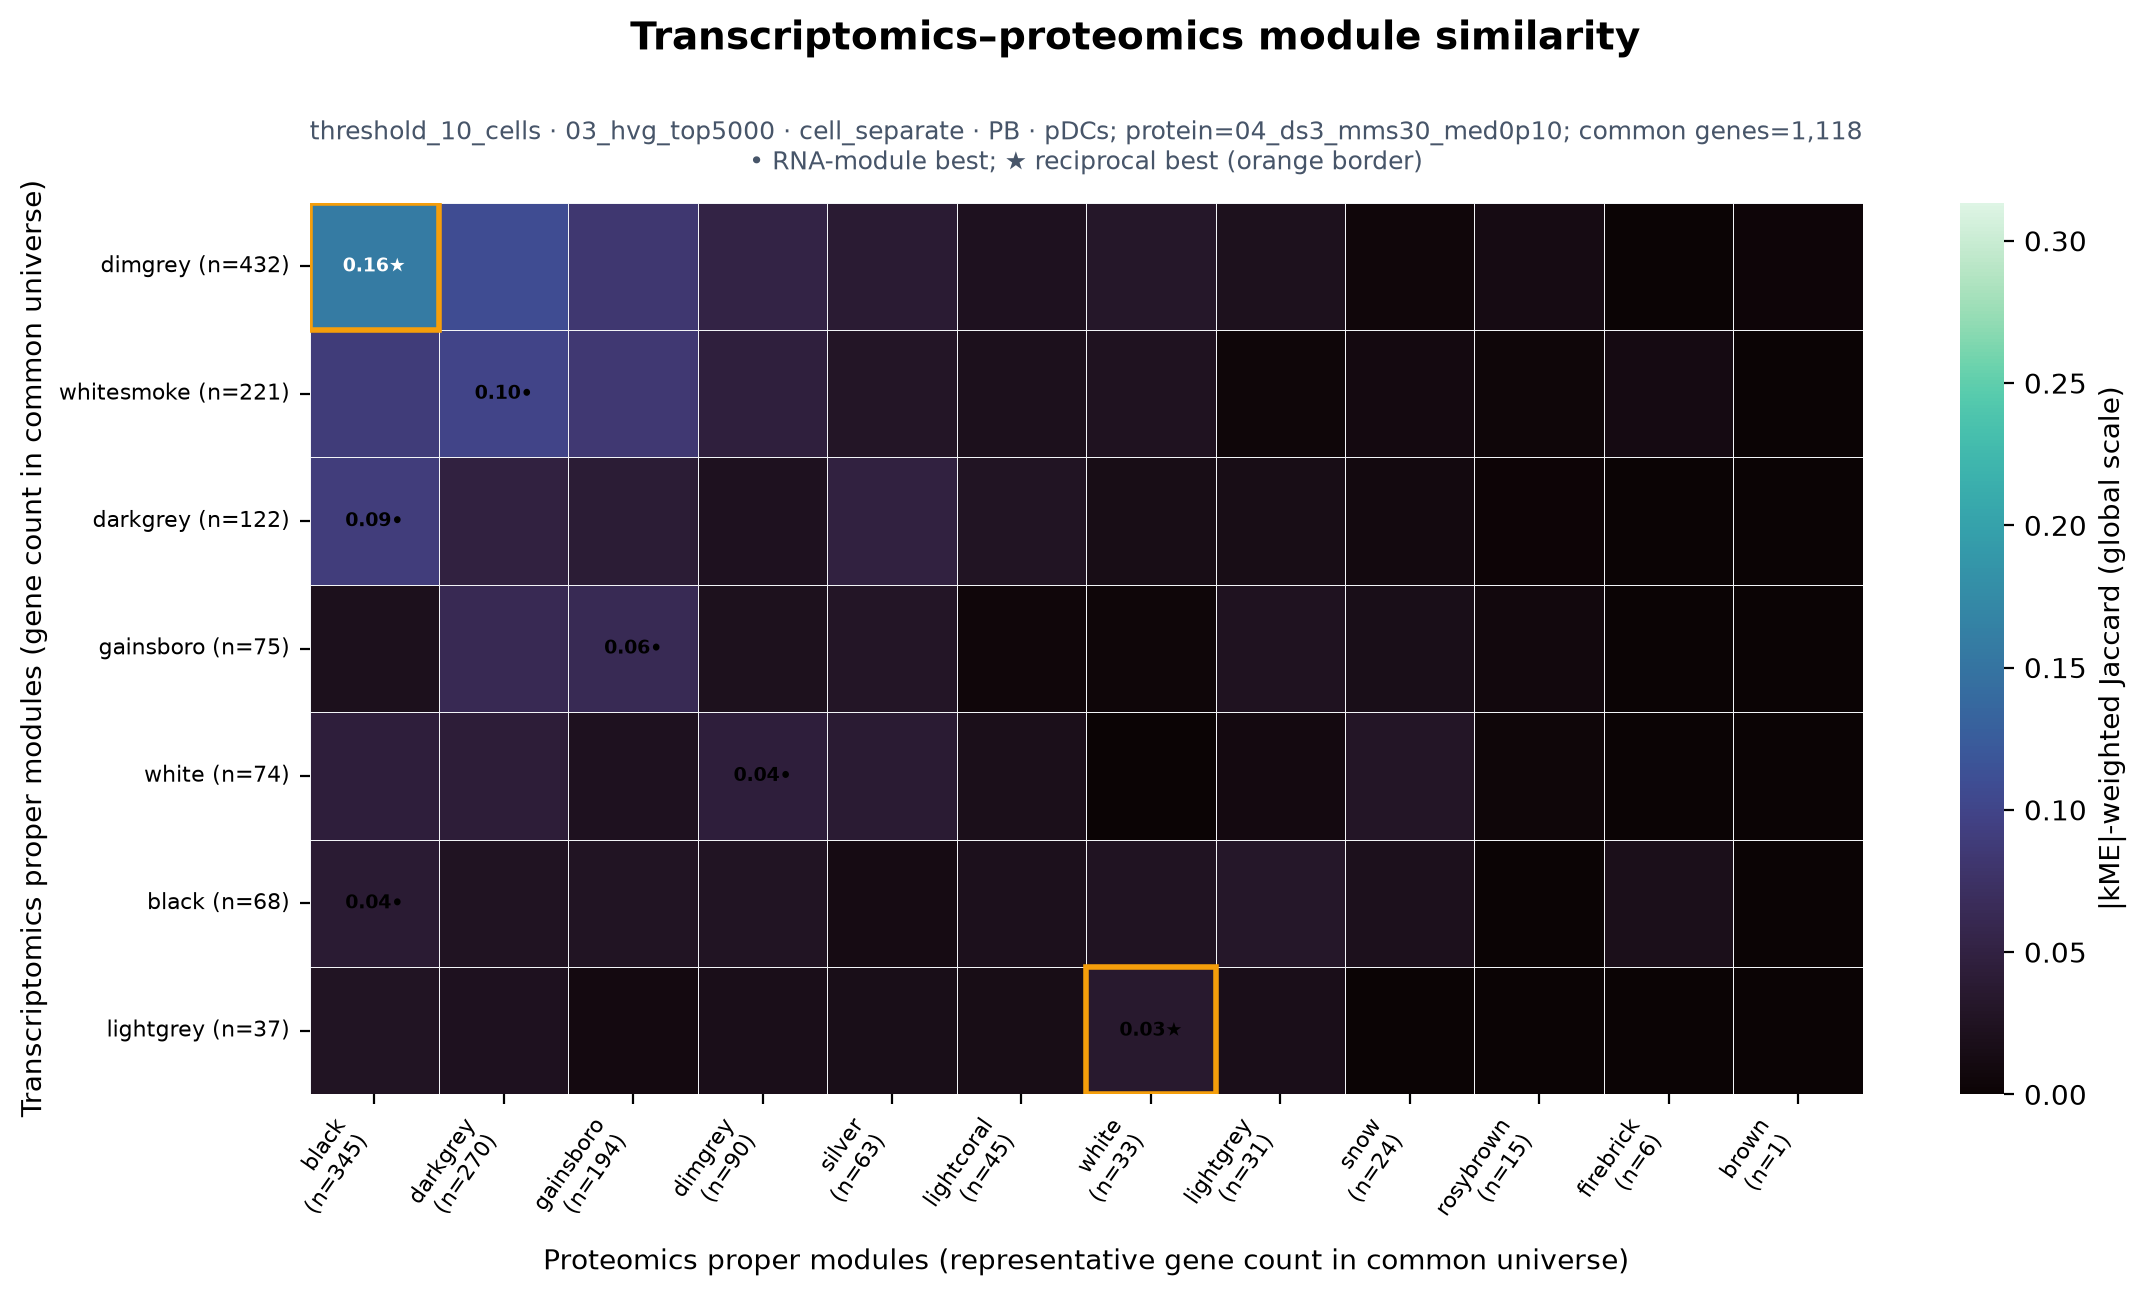 Transcriptomics–proteomics module similarity
threshold_10_cells · 03_hvg_top5000 · cell_separate · PB · pDCs; protein=04_ds3_mms30_med0p10; common genes=1,118
• RNA-module best; ★ reciprocal best (orange border)
Transcriptomics proper modules (gene count in common universe)
dimgrey (n=432)
whitesmoke (n=221)
darkgrey (n=122)
gainsboro (n=75)
white (n=74)
black (n=68)
lightgrey (n=37)
0.16★
0.10•
0.09•
0.06•
0.04•
0.04•
0.03★
black
(n=345)
darkgrey
(n=270)
gainsboro
(n=194)
dimgrey
(n=90)
silver
(n=63)
lightcoral
(n=45)
white
(n=33)
lightgrey
(n=31)
snow
(n=24)
rosybrown
(n=15)
firebrick
(n=6)
brown
(n=1)
Proteomics proper modules (representative gene count in common universe)
0.30
0.25
0.20
0.15
0.10
0.05
0.00
|kME|-weighted Jaccard (global scale)